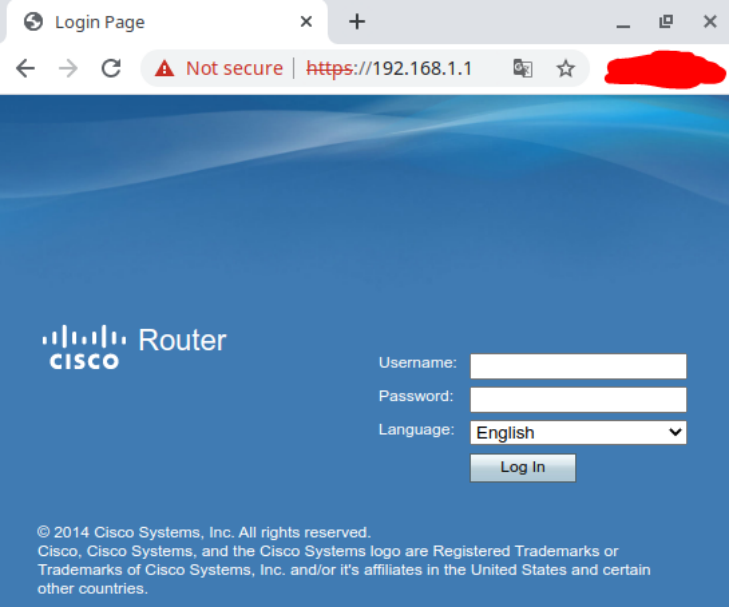 Login Page
Not secure | https://192.168.1.1
CISCO Router
Username:
Password:
Language: English
Log In
© 2014 Cisco Systems, Inc. All rights reserved.
Cisco, Cisco Systems, and the Cisco Systems logo are Registered Trademarks or
Trademarks of Cisco Systems, Inc. and/or it's affiliates in the United States and certain
other countries.